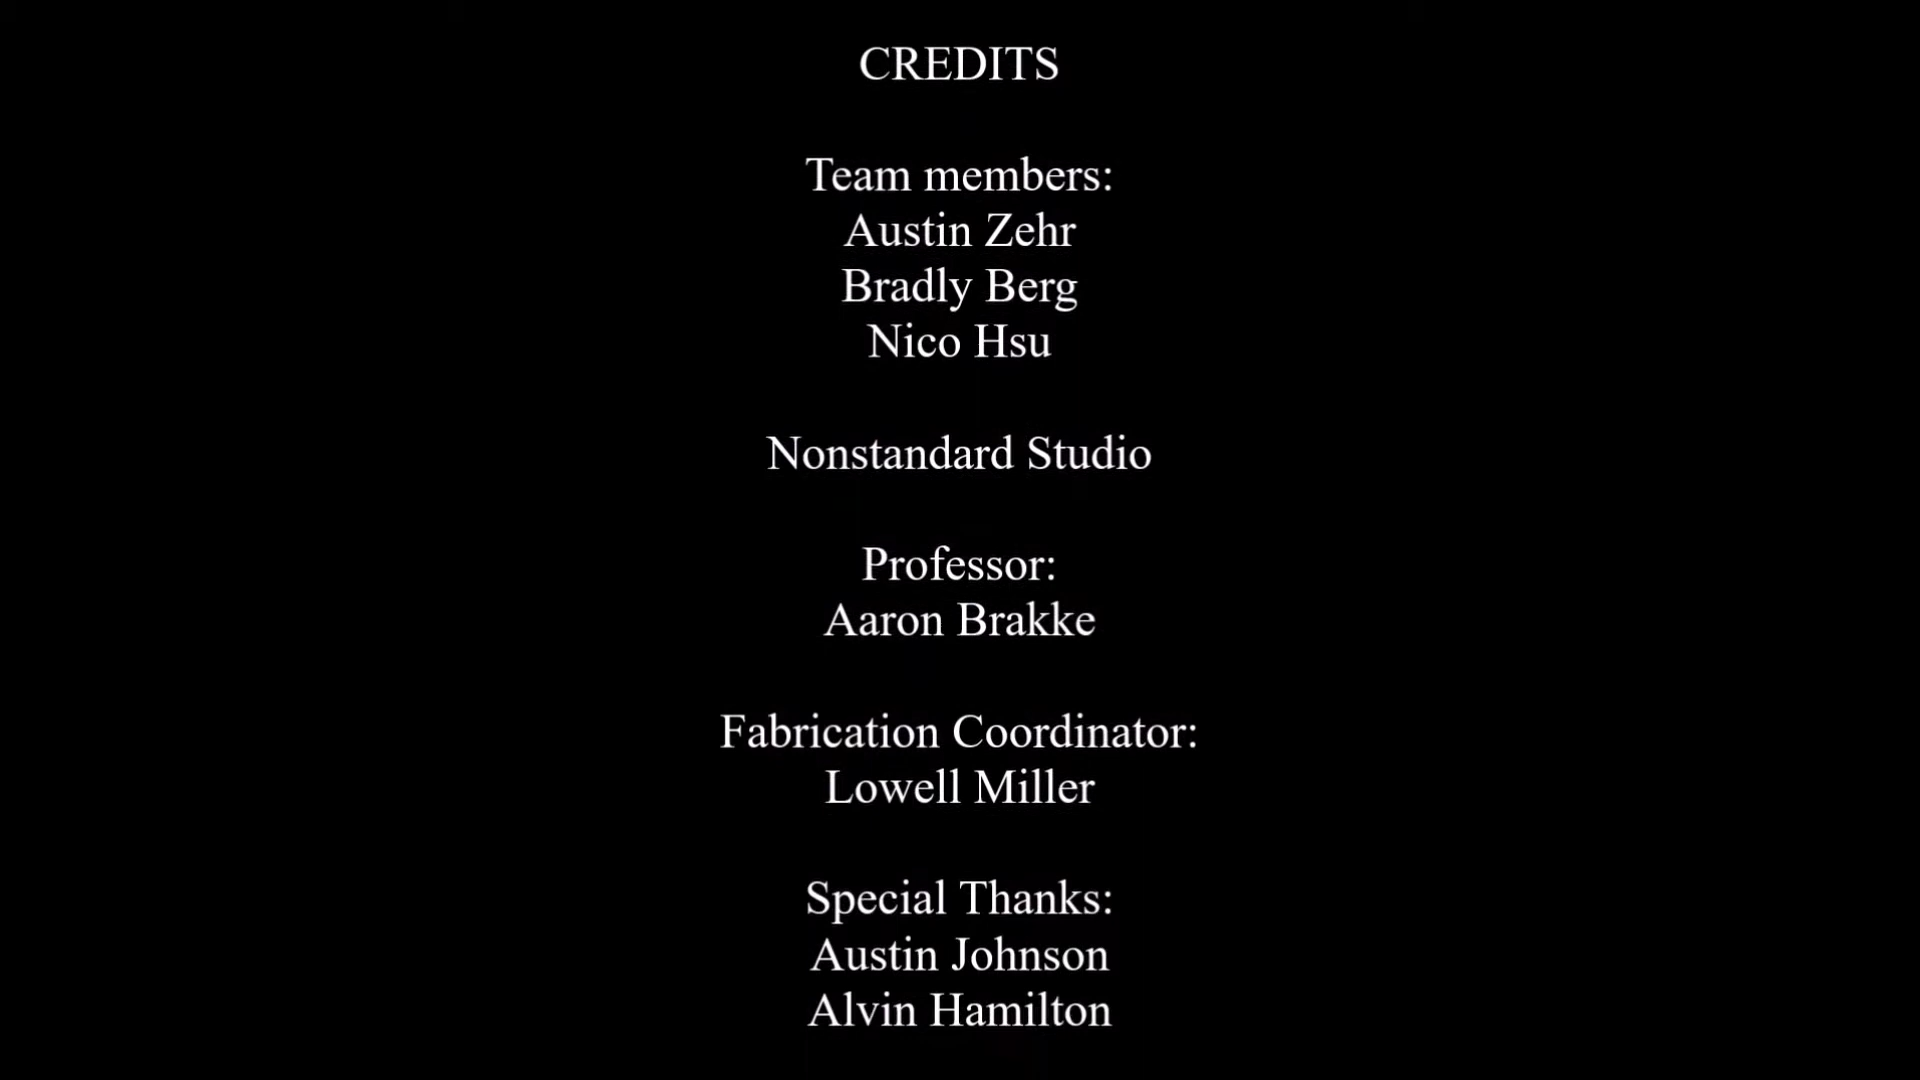 CREDITS
Team members:
Austin Zehr
Bradly Berg
Nico Hsu
Nonstandard Studio
Professor:
Aaron Brakke
Fabrication Coordinator:
Lowell Miller
Special Thanks:
Austin Johnson
Alvin Hamilton